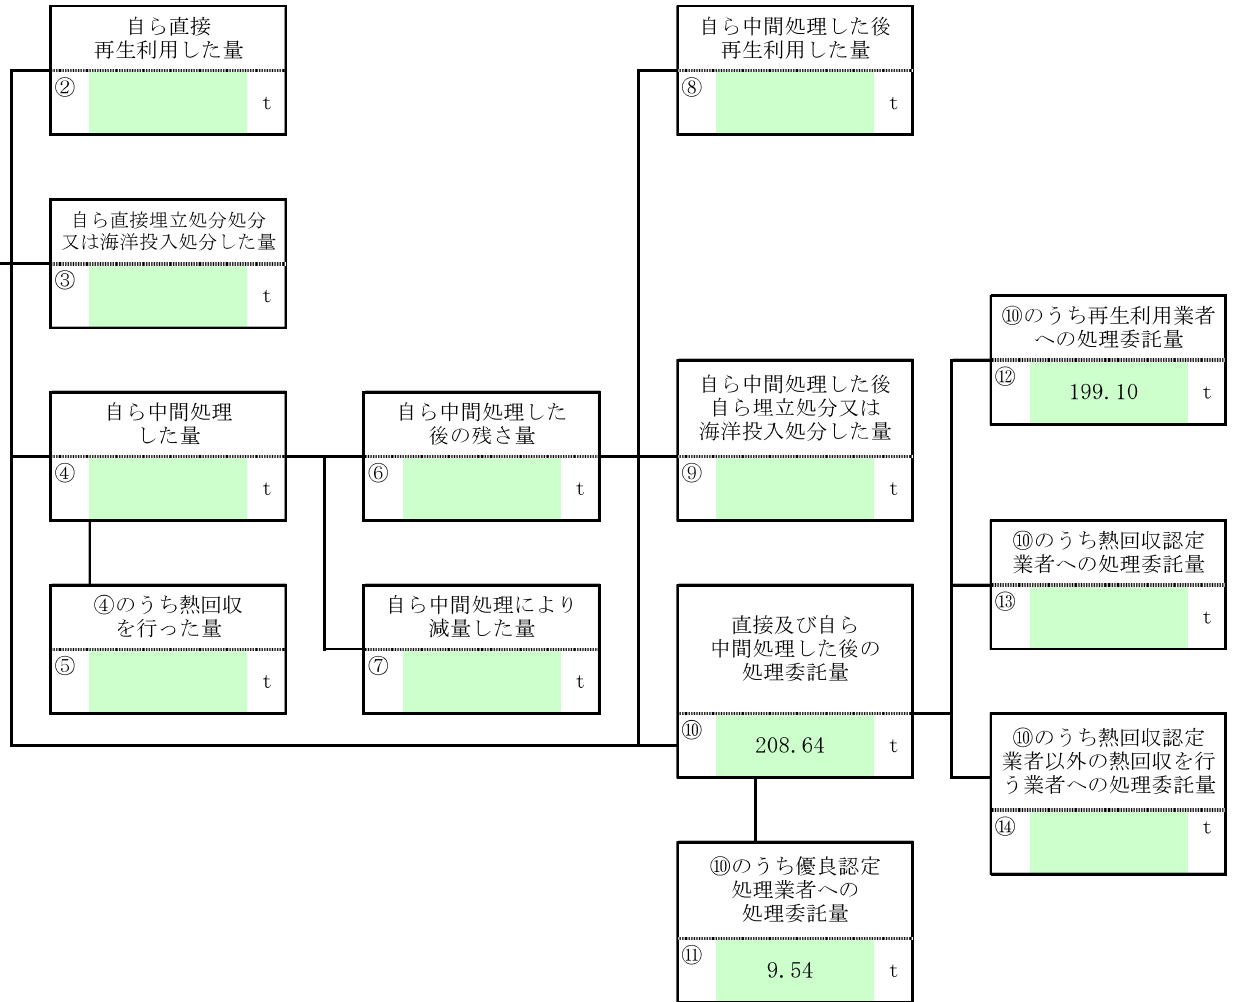 自ら直接
再生利用した量
②
t
自ら中間処理した後
再生利用した量
⑧
t
自ら直接埋立処分処分
又は海洋投入処分した量
③
t
⑩のうち再生利用業者
への処理委託量
⑫
199.10
t
自ら中間処理
した量
④
t
自ら中間処理した
後の残さ量
⑥
t
自ら中間処理した後
自ら埋立処分又は
海洋投入処分した量
⑨
t
⑩のうち熱回収認定
業者への処理委託量
⑬
t
④のうち熱回収
を行った量
⑤
t
自ら中間処理により
減量した量
⑦
t
直接及び自ら
中間処理した後の
処理委託量
⑩
208.64
t
⑩のうち熱回収認定
業者以外の熱回収を行
う業者への処理委託量
⑭
t
⑩のうち優良認定
処理業者への
処理委託量
⑪
9.54
t